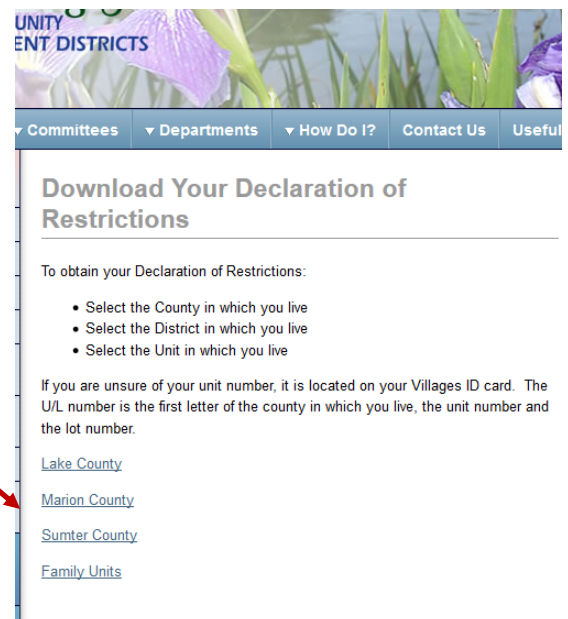 UNITY
ENT DISTRICTS
Committees ▾ Departments ▾ How Do I? Contact Us Useful
Download Your Declaration of
Restrictions
To obtain your Declaration of Restrictions:
• Select the County in which you live
• Select the District in which you live
• Select the Unit in which you live
If you are unsure of your unit number, it is located on your Villages ID card. The
U/L number is the first letter of the county in which you live, the unit number and
the lot number.
Lake County
Marion County
Sumter County
Family Units